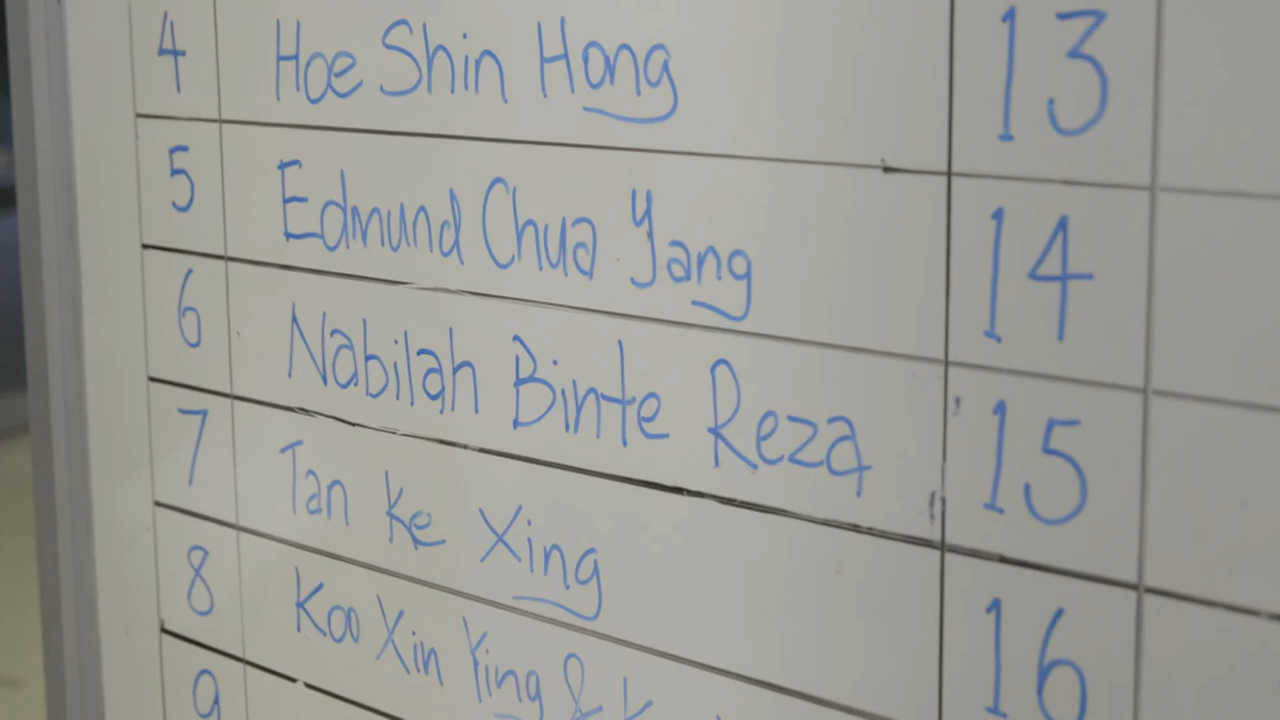 4 Hoe Shin Hong 13
5 Edmund Chua Yang 14
6 Nabilah Binte Reza 15
7 Tan Ke Xing 16
8 Koo Xin Ying &
9